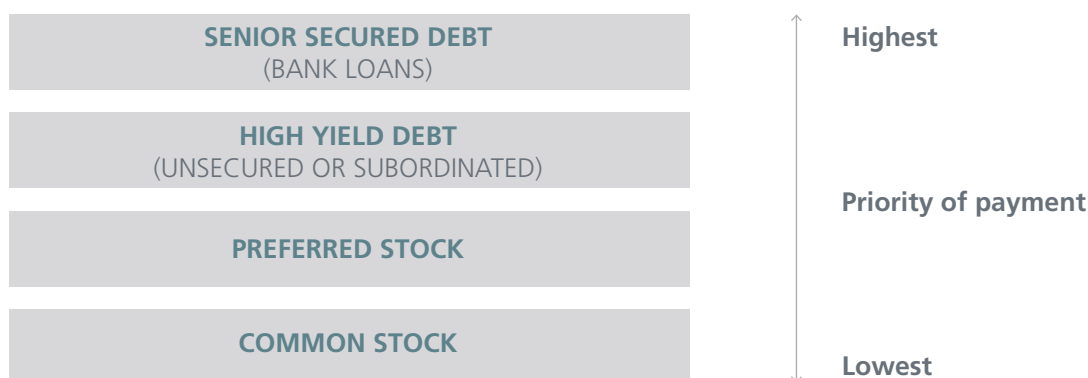 SENIOR SECURED DEBT
(BANK LOANS)
Highest
HIGH YIELD DEBT
(UNSECURED OR SUBORDINATED)
Priority of payment
PREFERRED STOCK
COMMON STOCK
Lowest